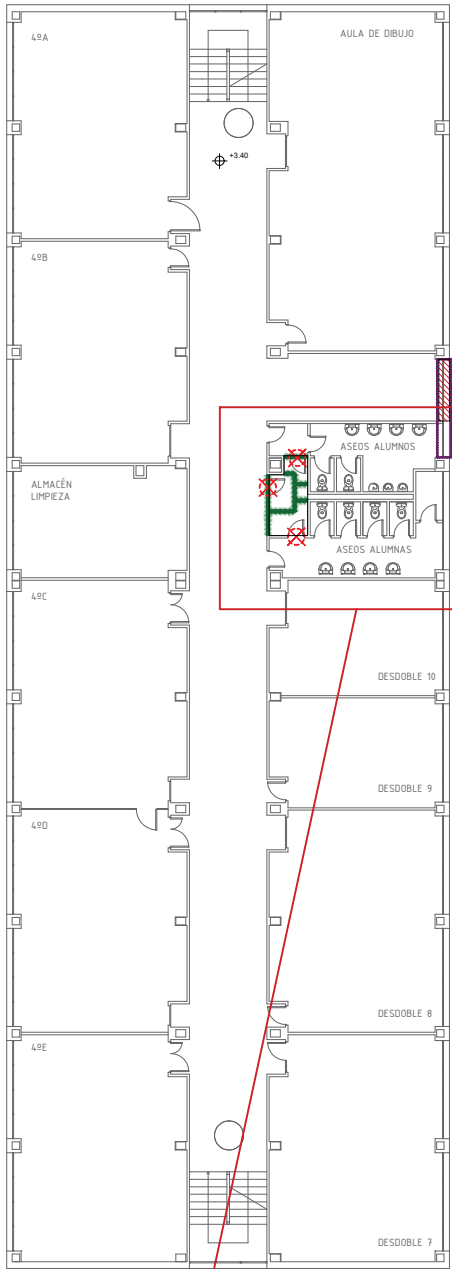 4ºA
AULA DE DIBUJO
+3.40
4ºB
ASEOS ALUMNOS
ALMACÉN
LIMPIEZA
ASEOS ALUMNAS
4ºC
DESDOBLE 10
DESDOBLE 9
4ºD
DESDOBLE 8
4ºE
DESDOBLE 7